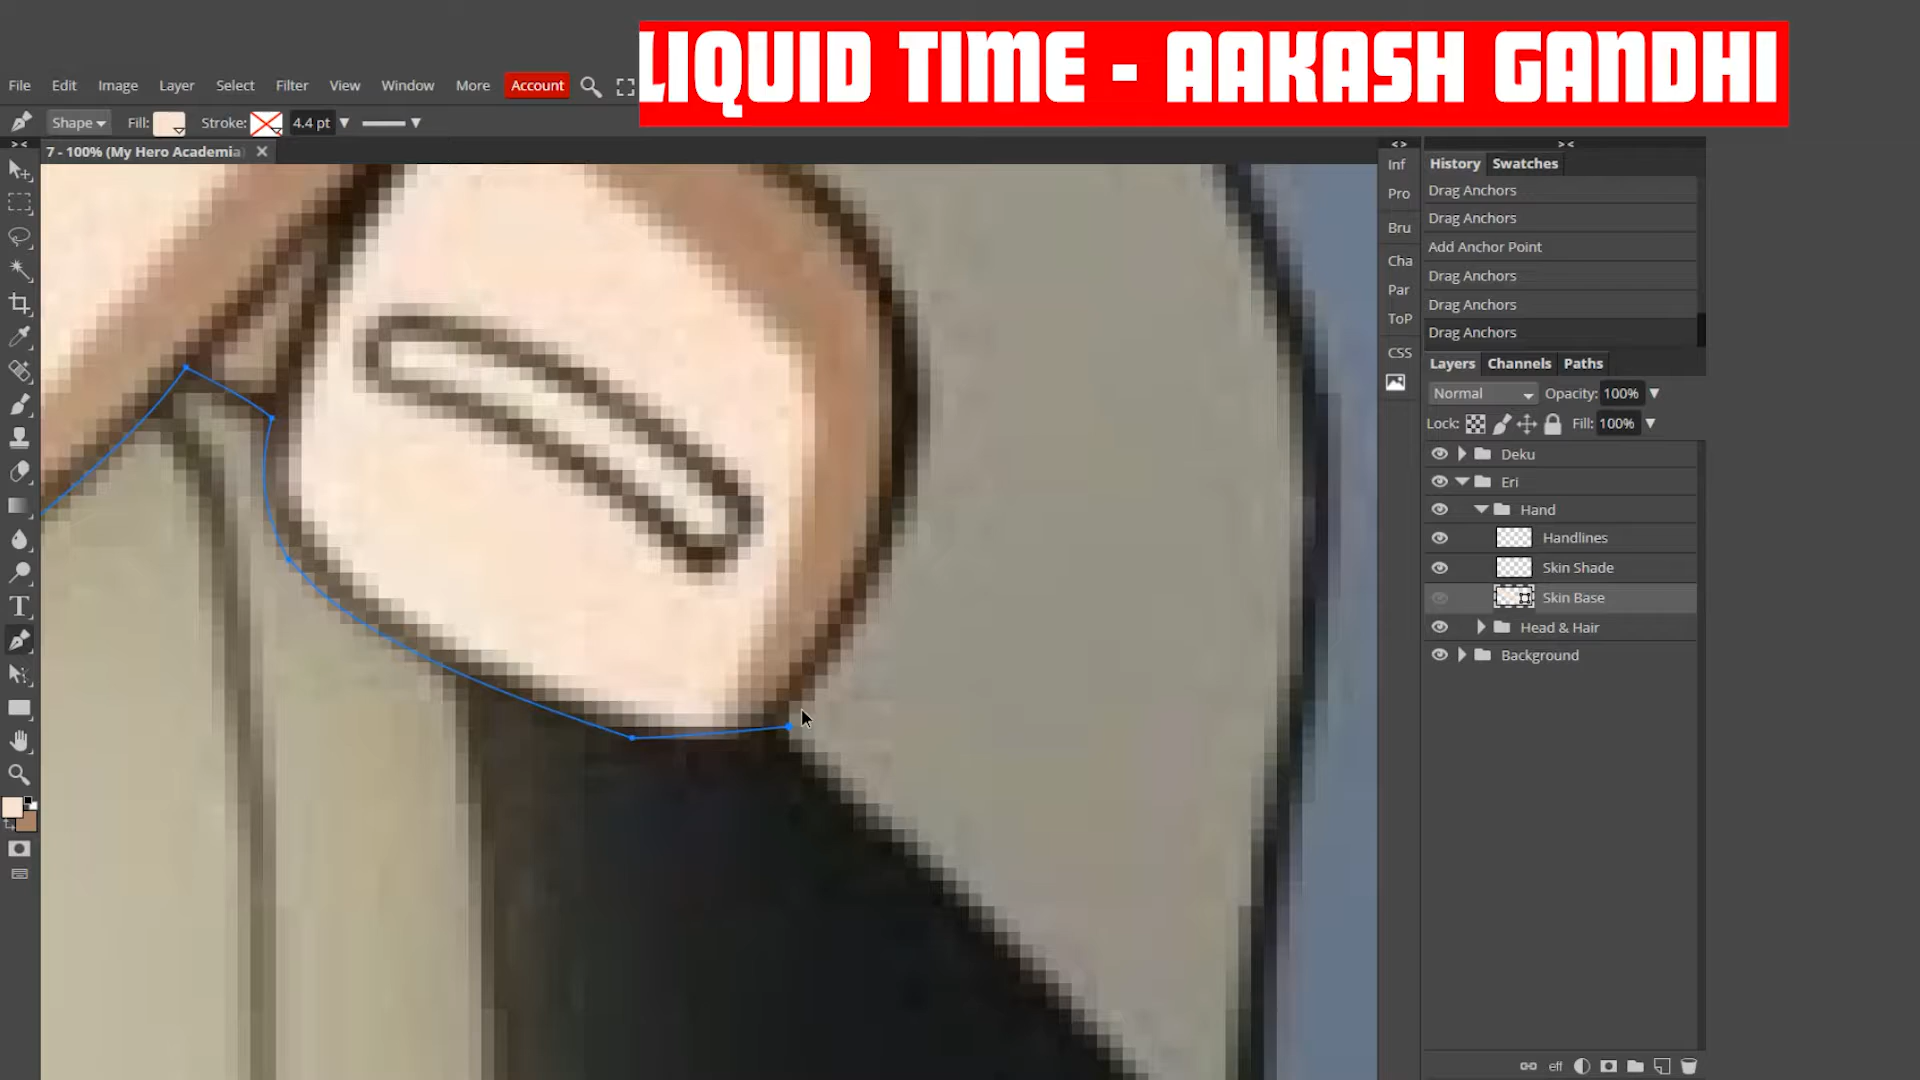 LIQUID TIME - AAKASH GANDHI
File Edit Image Layer Select Filter View Window More Account
Shape Fill: Stroke: 4.4 pt
7 - 100% (My Hero Academia
Inf
Pro
Bru
Cha
Par
ToP
CSS
History Swatches
Drag Anchors
Drag Anchors
Add Anchor Point
Drag Anchors
Drag Anchors
Drag Anchors
Layers Channels Paths
Normal Opacity: 100%
Lock: Fill: 100%
Deku
Eri
Hand
Handlines
Skin Shade
Skin Base
Head & Hair
Background
eff